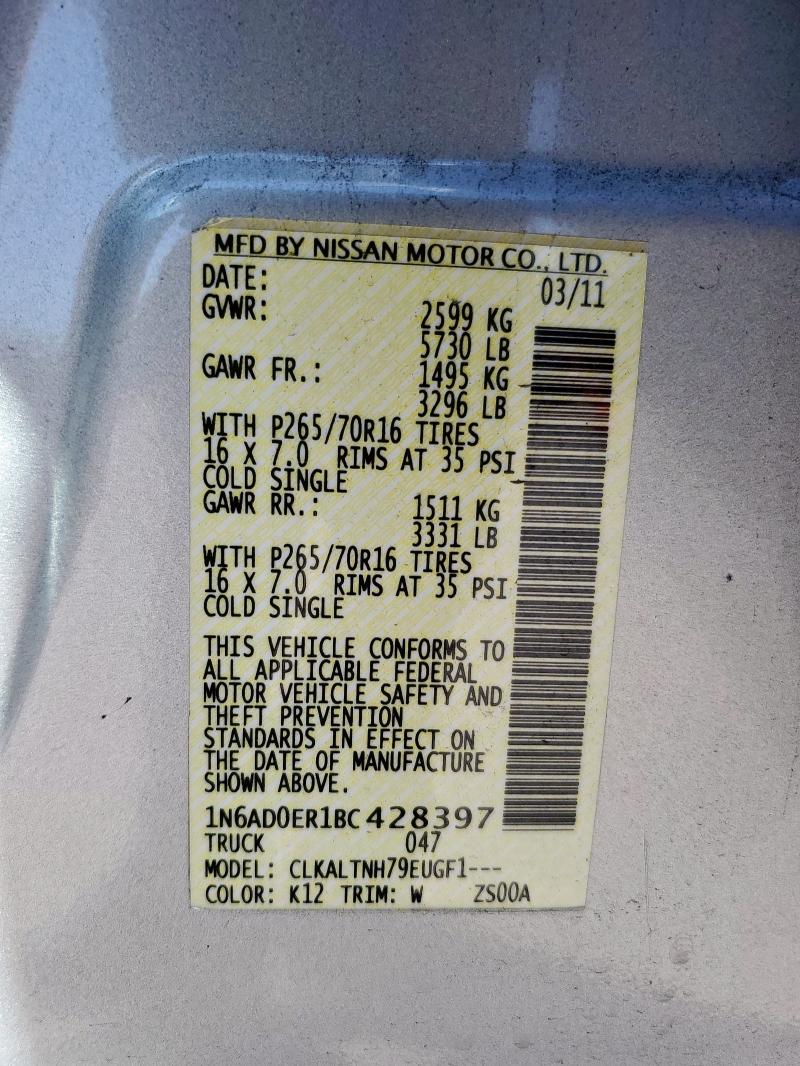 MFD BY NISSAN MOTOR CO., LTD.
DATE: 03/11
GVWR: 2599 KG
5730 LB
GAWR FR.: 1495 KG
3296 LB
WITH P265/70R16 TIRES
16 X 7.0 RIMS AT 35 PSI
COLD SINGLE
GAWR RR.: 1511 KG
3331 LB
WITH P265/70R16 TIRES
16 X 7.0 RIMS AT 35 PSI
COLD SINGLE
THIS VEHICLE CONFORMS TO
ALL APPLICABLE FEDERAL
MOTOR VEHICLE SAFETY AND
THEFT PREVENTION
STANDARDS IN EFFECT ON
THE DATE OF MANUFACTURE
SHOWN ABOVE.
1N6AD0ER1BC428397
TRUCK 047
MODEL: CLKALTNH79EUGF1---
COLOR: K12 TRIM: W ZS00A